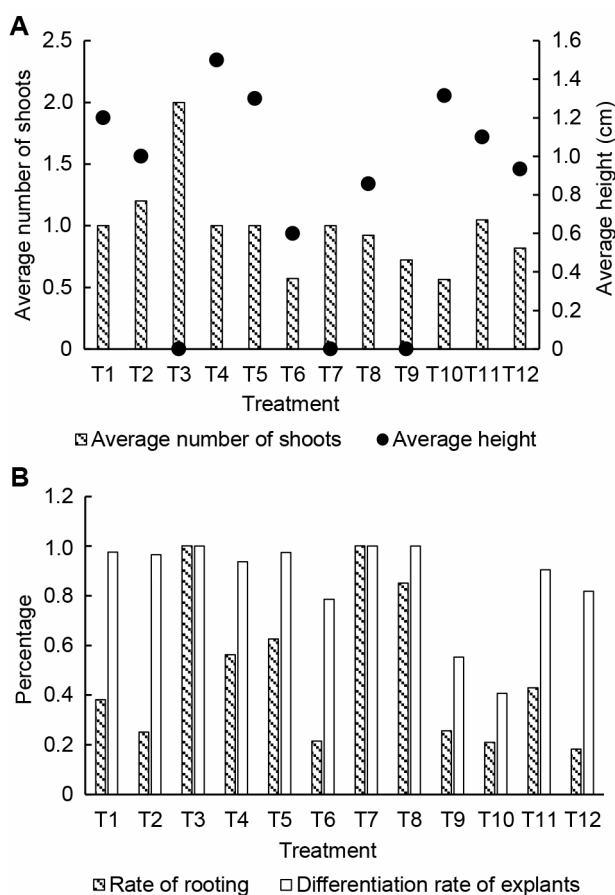 A
Average number of shoots
2.5
2.0
1.5
1.0
0.5
0
1.6
1.4
1.2
1.0
0.8
0.6
0.4
0.2
0
Average height (cm)
T1 T2 T3 T4 T5 T6 T7 T8 T9 T10 T11 T12
Treatment
Average number of shoots Average height
B
Percentage
1.2
1.0
0.8
0.6
0.4
0.2
0
T1 T2 T3 T4 T5 T6 T7 T8 T9 T10 T11 T12
Treatment
Rate of rooting Differentiation rate of explants